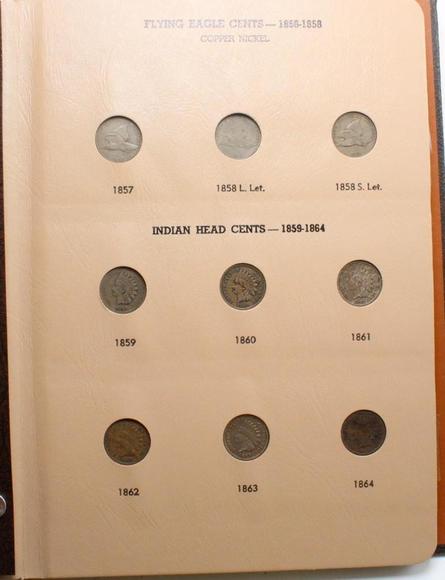 FLYING EAGLE CENTS — 1856-1858
COPPER NICKEL
1857
1858 L. Let.
1858 S. Let.
INDIAN HEAD CENTS — 1859-1864
1859
1860
1861
1862
1863
1864